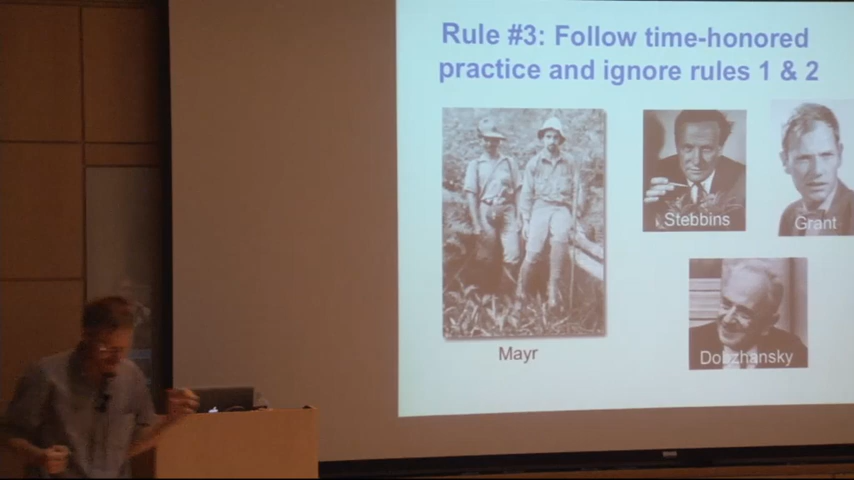 Rule #3: Follow time-honored
practice and ignore rules 1 & 2
Stebbins
Grant
Mayr
Dobzhansky